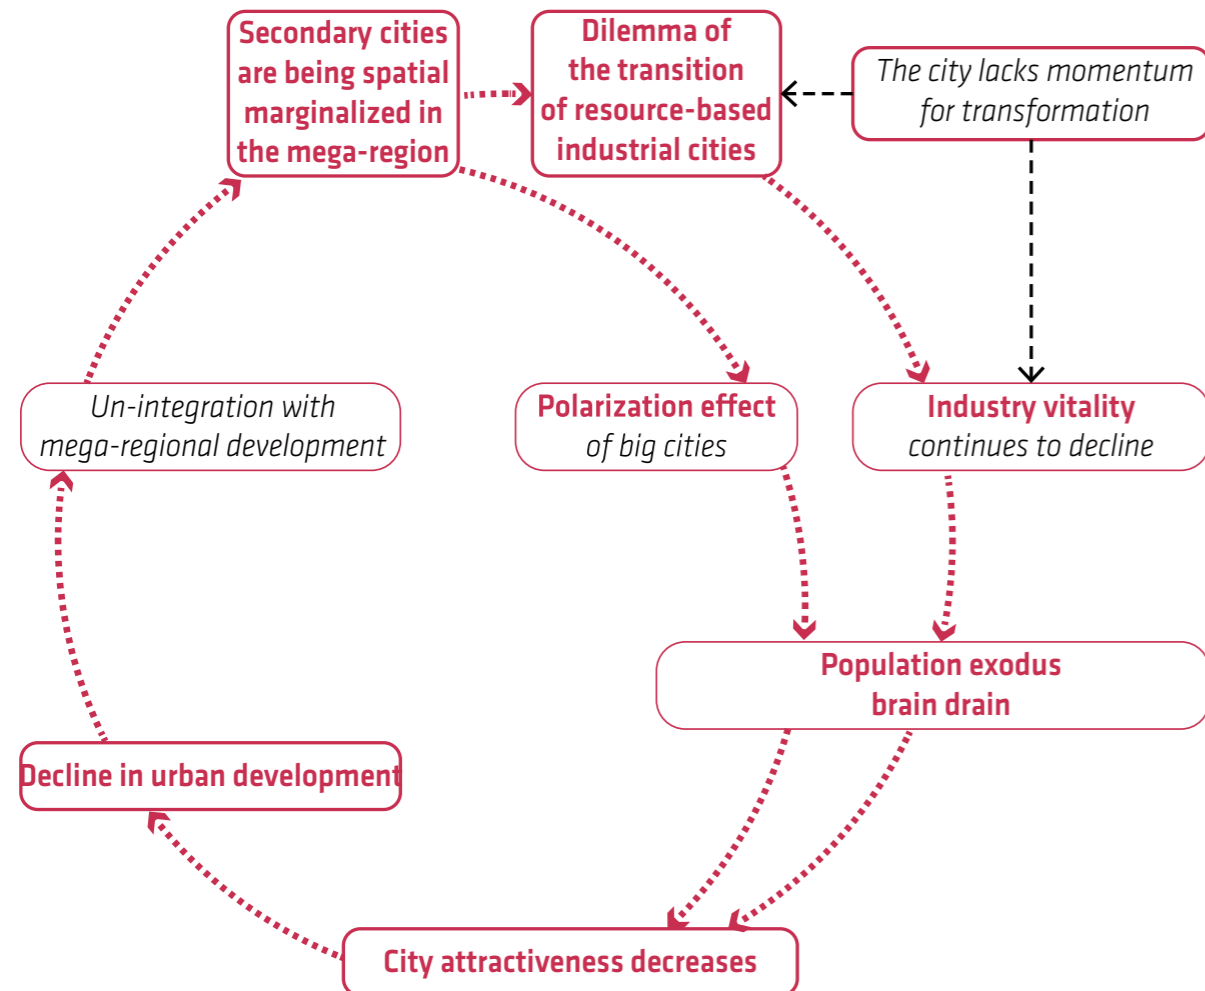 Secondary cities
are being spatial
marginalized in
the mega-region
Dilemma of
the transition
of resource-based
industrial cities
The city lacks momentum
for transformation
Un-integration with
mega-regional development
Polarization effect
of big cities
Industry vitality
continues to decline
Population exodus
brain drain
Decline in urban development
City attractiveness decreases